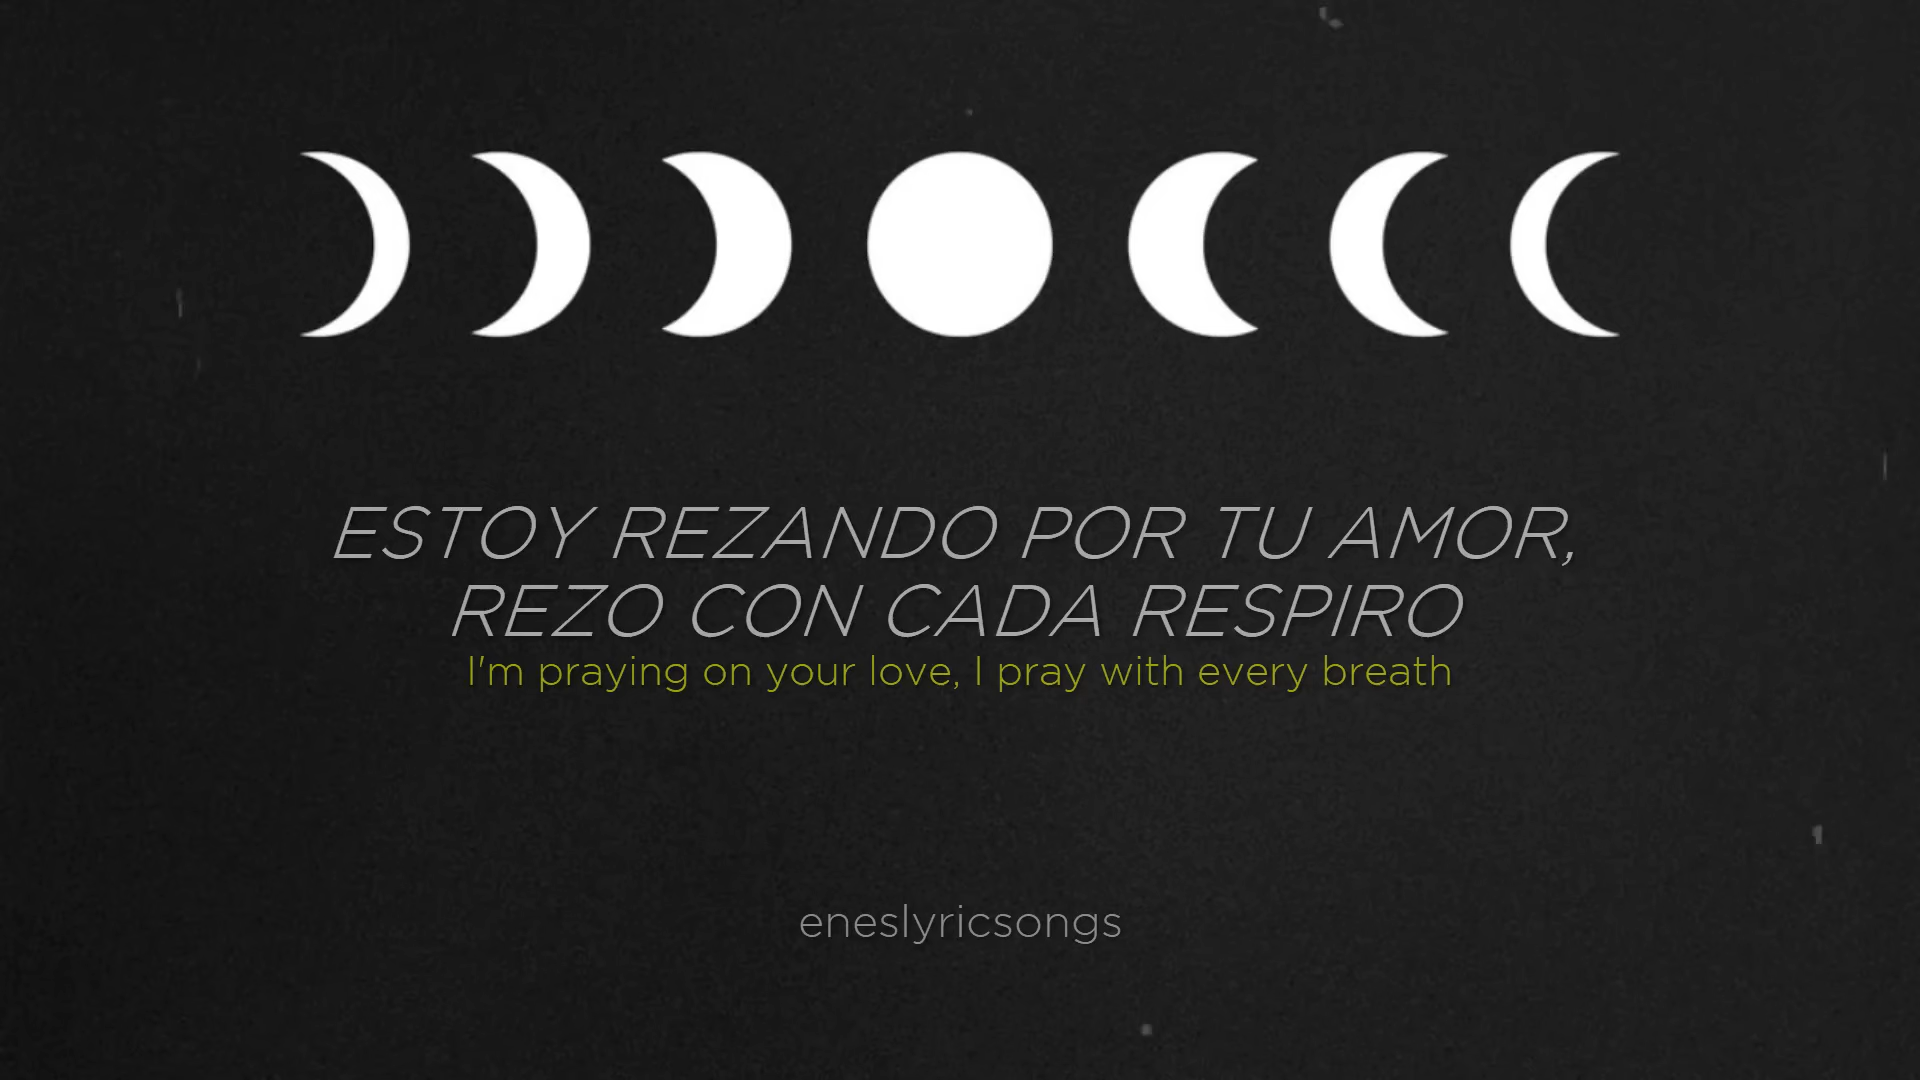 ESTOY REZANDO POR TU AMOR,
REZO CON CADA RESPIRO
I'm praying on your love, I pray with every breath
eneslyricsongs